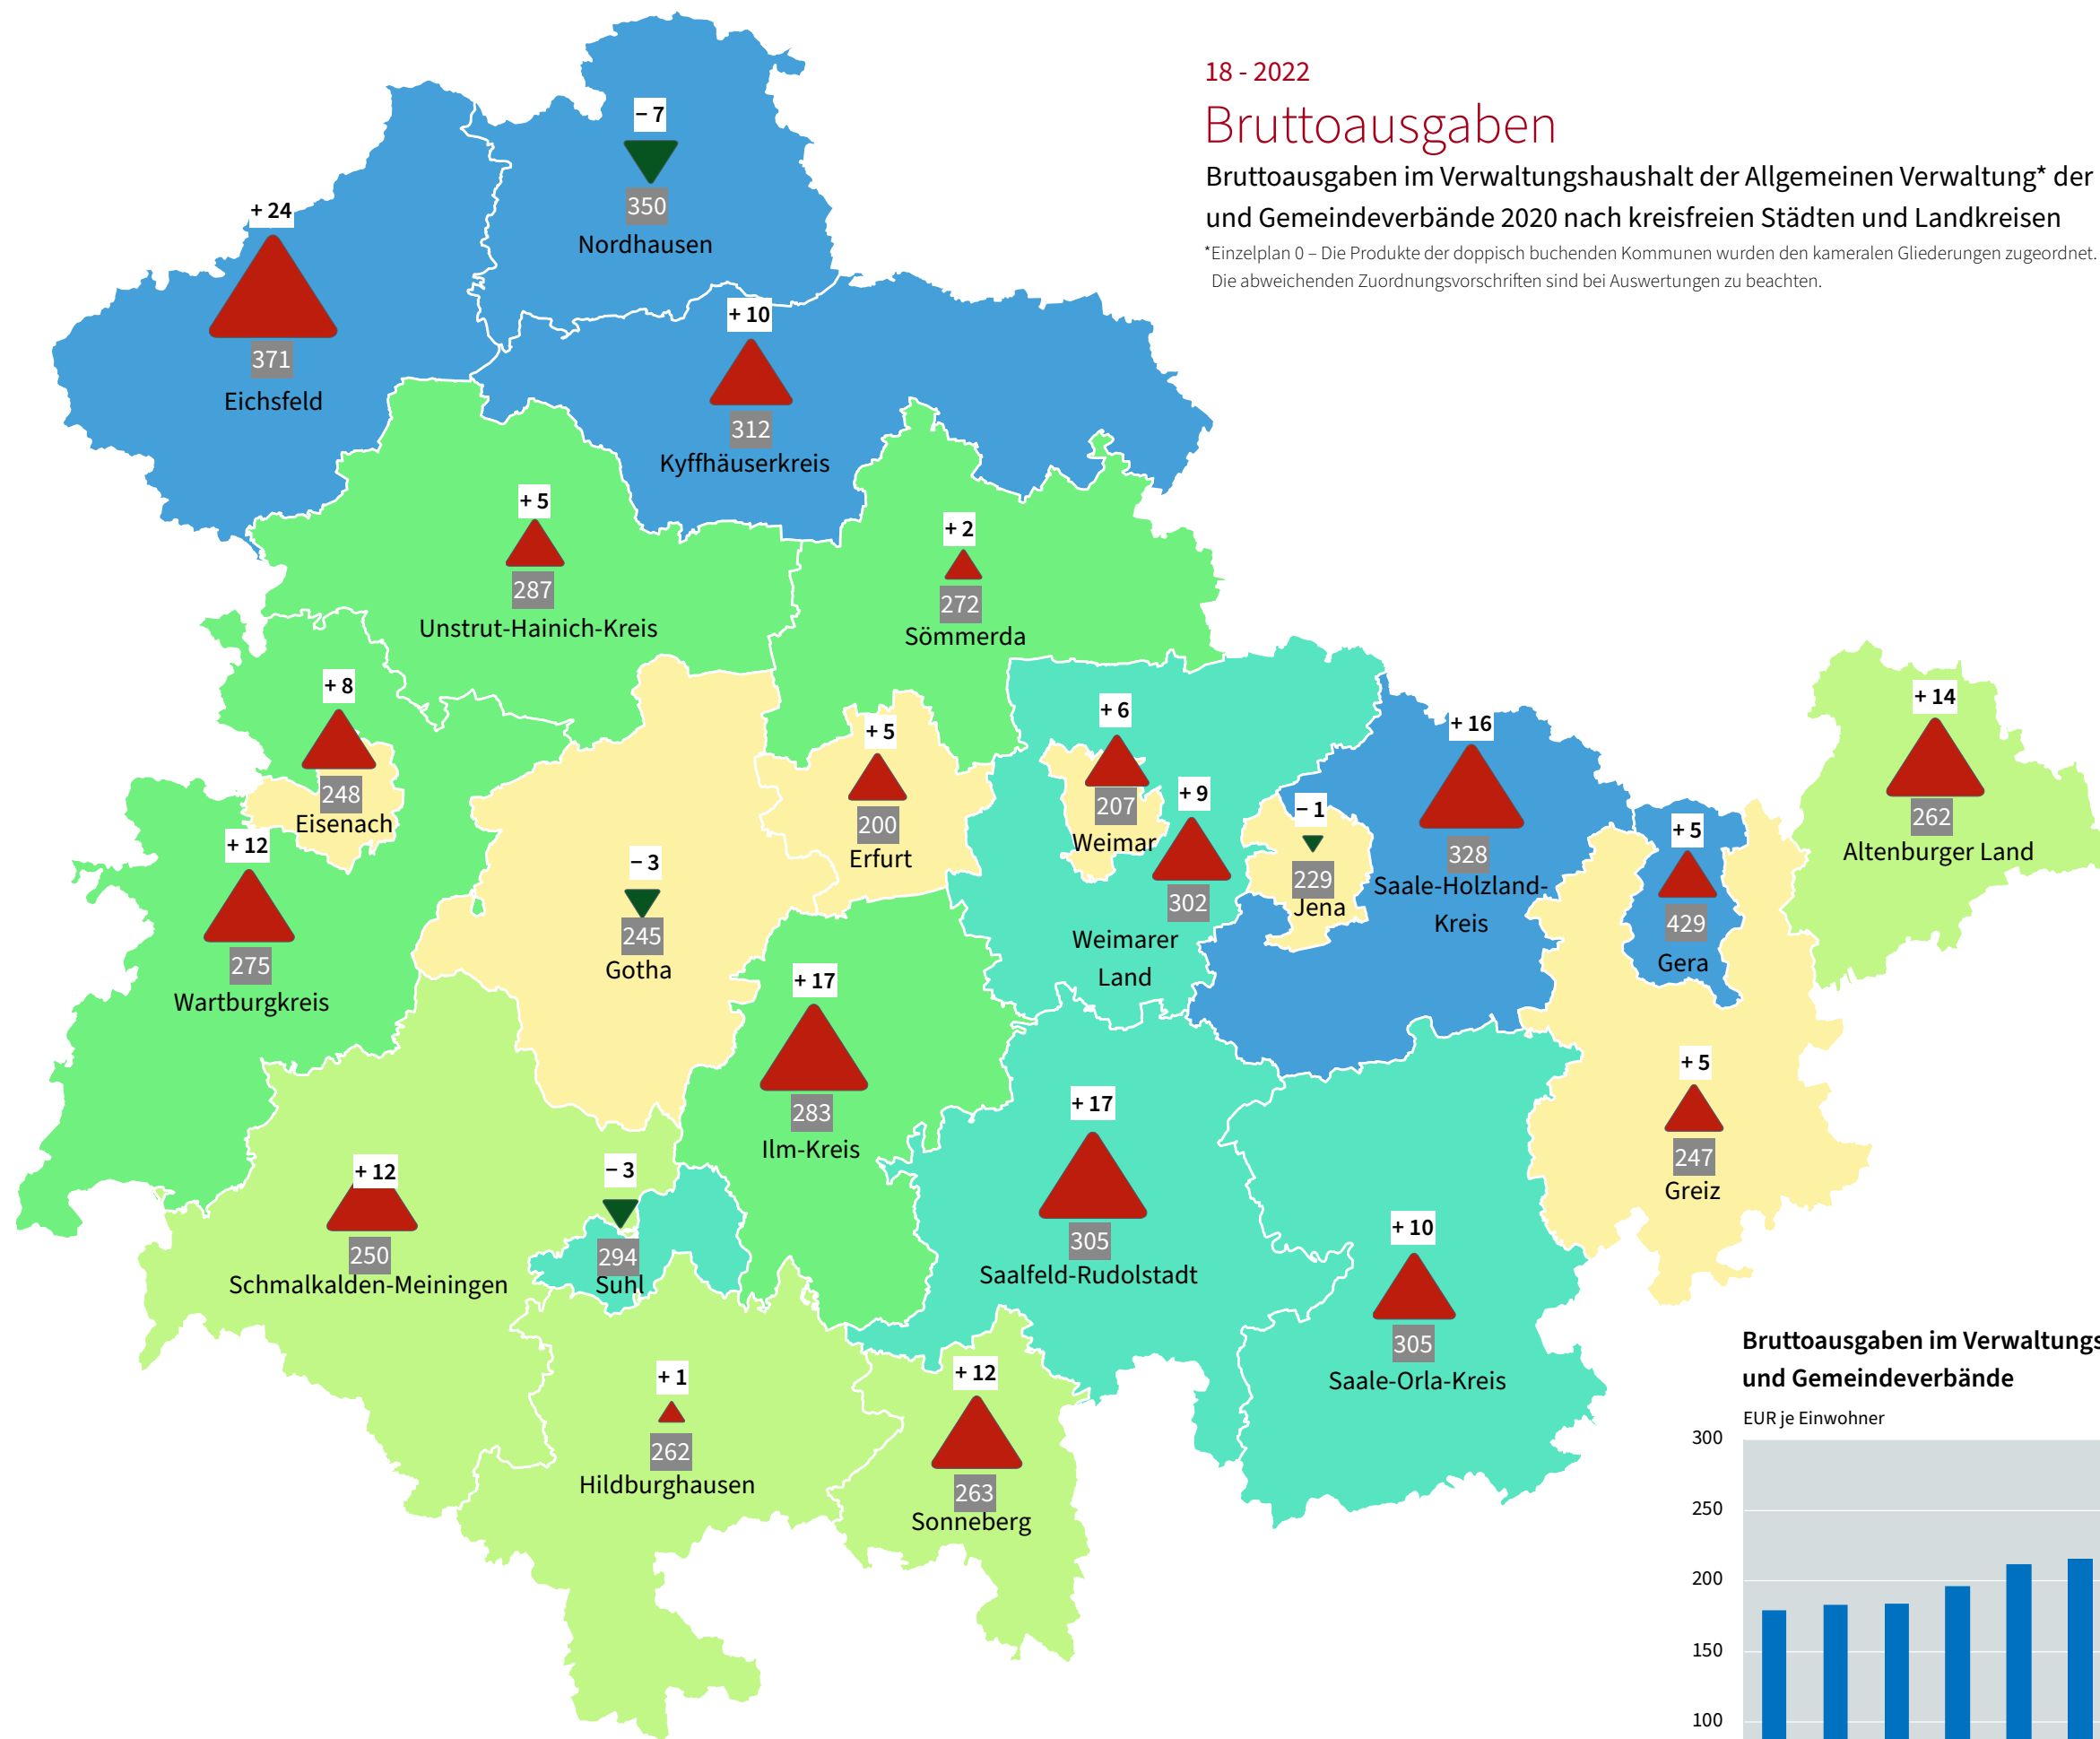 18 - 2022
Bruttoausgaben
Bruttoausgaben im Verwaltungshaushalt der Allgemeinen Verwaltung* der
und Gemeindeverbände 2020 nach kreisfreien Städten und Landkreisen
*Einzelplan 0 – Die Produkte der doppisch buchenden Kommunen wurden den kameralen Gliederungen zugeordnet.
Die abweichenden Zuordnungsvorschriften sind bei Auswertungen zu beachten.
– 7
350
Nordhausen
+ 24
371
Eichsfeld
+ 10
312
Kyffhäuserkreis
+ 5
287
Unstrut-Hainich-Kreis
+ 2
272
Sömmerda
+ 8
248
Eisenach
+ 12
275
Wartburgkreis
– 3
245
Gotha
+ 5
200
Erfurt
+ 6
207
Weimar
+ 9
302
Weimarer
Land
– 1
229
Jena
+ 16
328
Saale-Holzland-
Kreis
+ 5
429
Gera
+ 14
262
Altenburger Land
+ 17
283
Ilm-Kreis
+ 17
305
Saalfeld-Rudolstadt
+ 5
247
Greiz
+ 12
250
Schmalkalden-Meiningen
– 3
294
Suhl
+ 10
305
Saale-Orla-Kreis
+ 1
262
Hildburghausen
+ 12
263
Sonneberg
Bruttoausgaben im Verwaltungs
und Gemeindeverbände
EUR je Einwohner
300
250
200
150
100